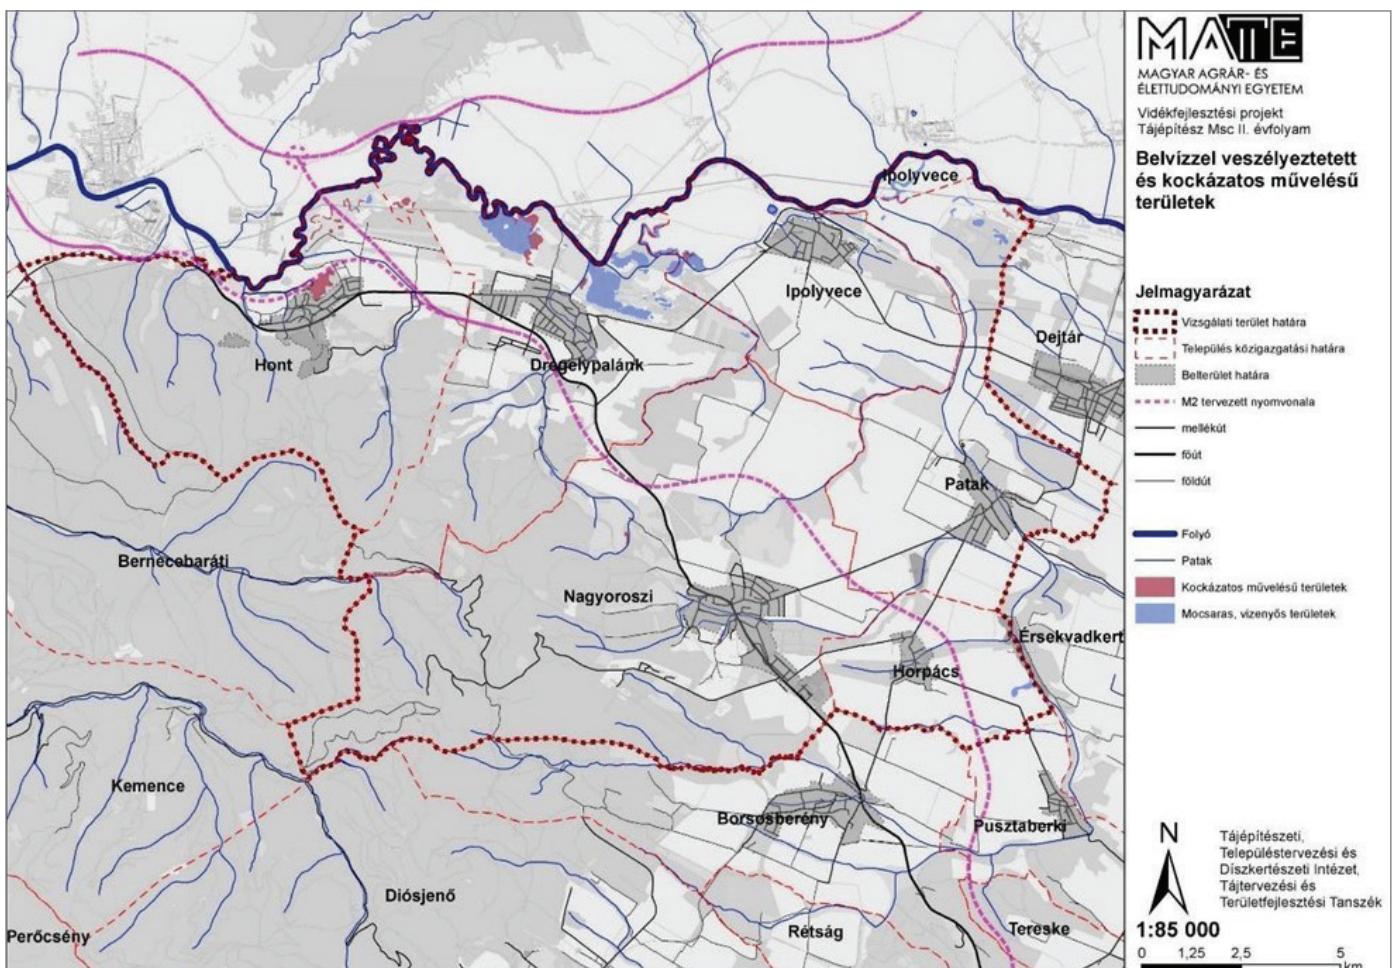 MATE
MAGYAR AGRÁR- ÉS
ÉLETTUDOMÁNYI EGYETEM
Vidékfejlesztési projekt
Tájépítész Msc II. évfolyam
Belvízzel veszélyeztetett
és kockázatos művelésű
területek
Jelmagyarázat
Vizsgálati terület határa
Település közigazgatási határa
Belterület határa
M2 tervezett nyomvonala
mellékút
főút
földút
Folyó
Patak
Kockázatos művelésű területek
Mocsaras, vizenyős területek
N
Tájépítészeti,
Településtervezési és
Díszkertészeti Intézet,
Tájtervezési és
Területfejlesztési Tanszék
1:85 000
0 1,25 2,5 5
km
Ipolyvece
Ipolyvece
Dejtár
Hont
Drégelypalánk
Patak
Bernecebaráti
Nagyoroszi
Érsekvadkert
Horpács
Kemence
Borsosberény
Pusztaberki
Diósjenő
Perőcsény
Rétság
Tereske